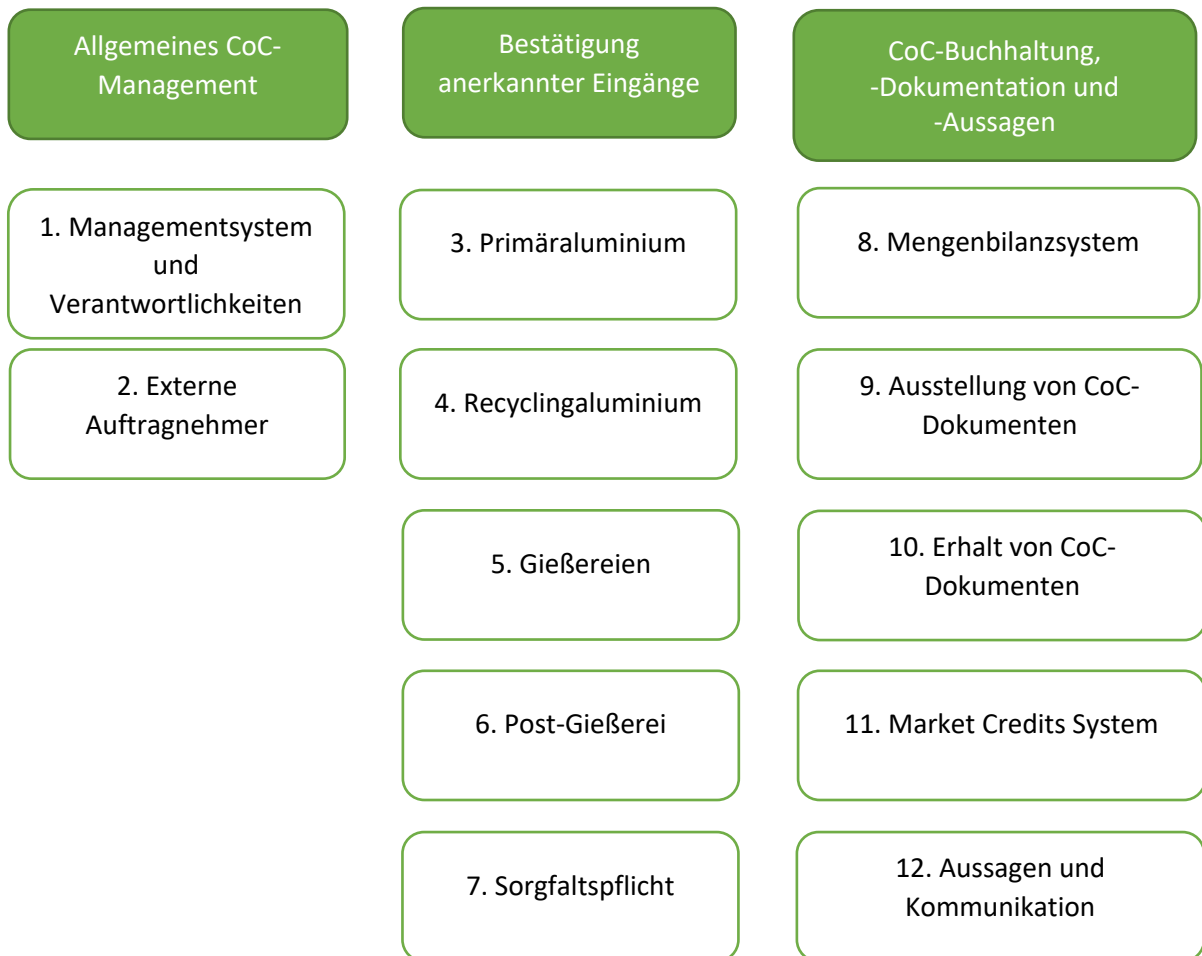 Allgemeines CoC-
Management
Bestätigung
anerkannter Eingänge
CoC-Buchhaltung,
-Dokumentation und
-Aussagen
1. Managementsystem
und
Verantwortlichkeiten
2. Externe
Auftragnehmer
3. Primäraluminium
4. Recyclingaluminium
5. Gießereien
6. Post-Gießerei
7. Sorgfaltspflicht
8. Mengenbilanzsystem
9. Ausstellung von CoC-
Dokumenten
10. Erhalt von CoC-
Dokumenten
11. Market Credits System
12. Aussagen und
Kommunikation